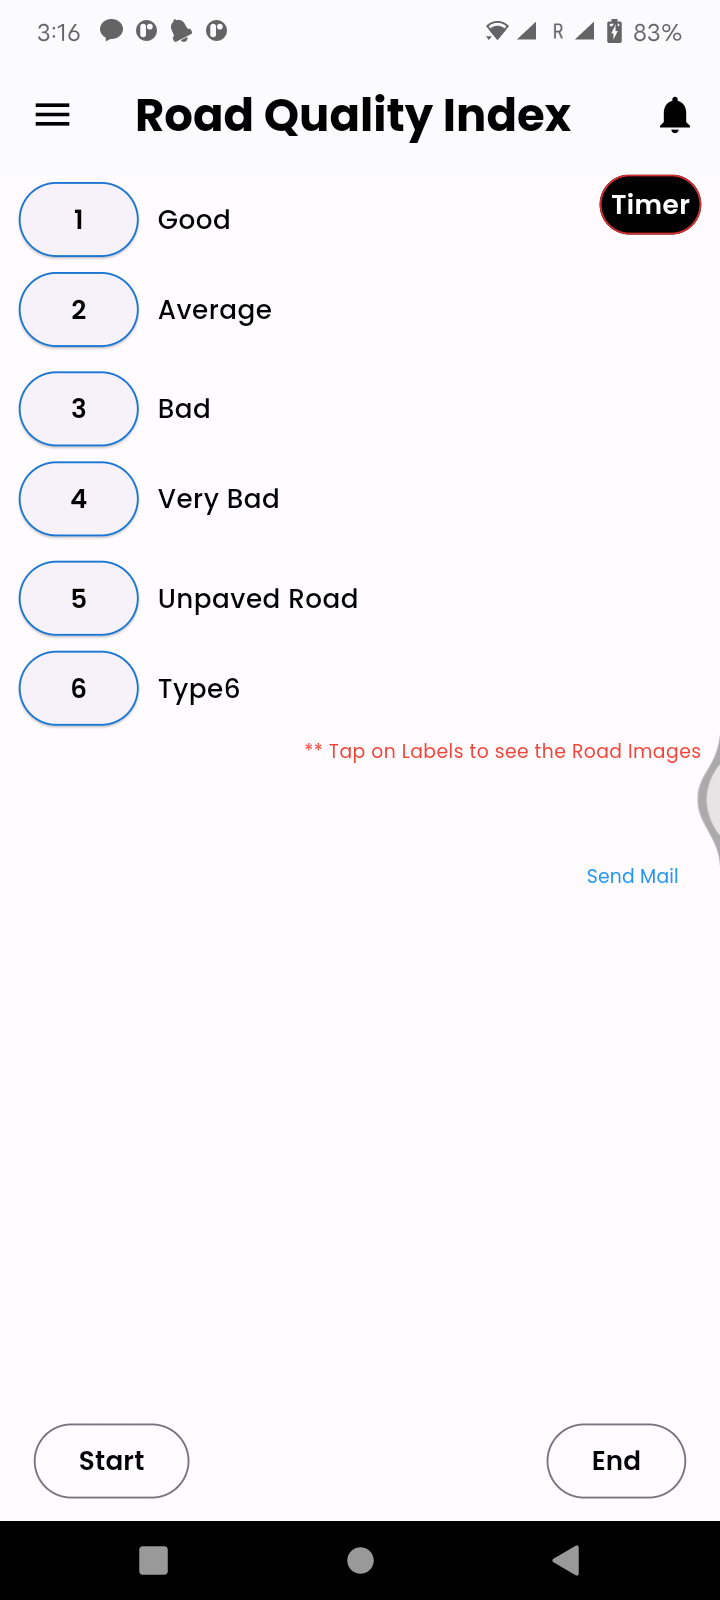 3:16 R 83%
Road Quality Index
1 Good Timer
2 Average
3 Bad
4 Very Bad
5 Unpaved Road
6 Type6
** Tap on Labels to see the Road Images
Send Mail
Start End